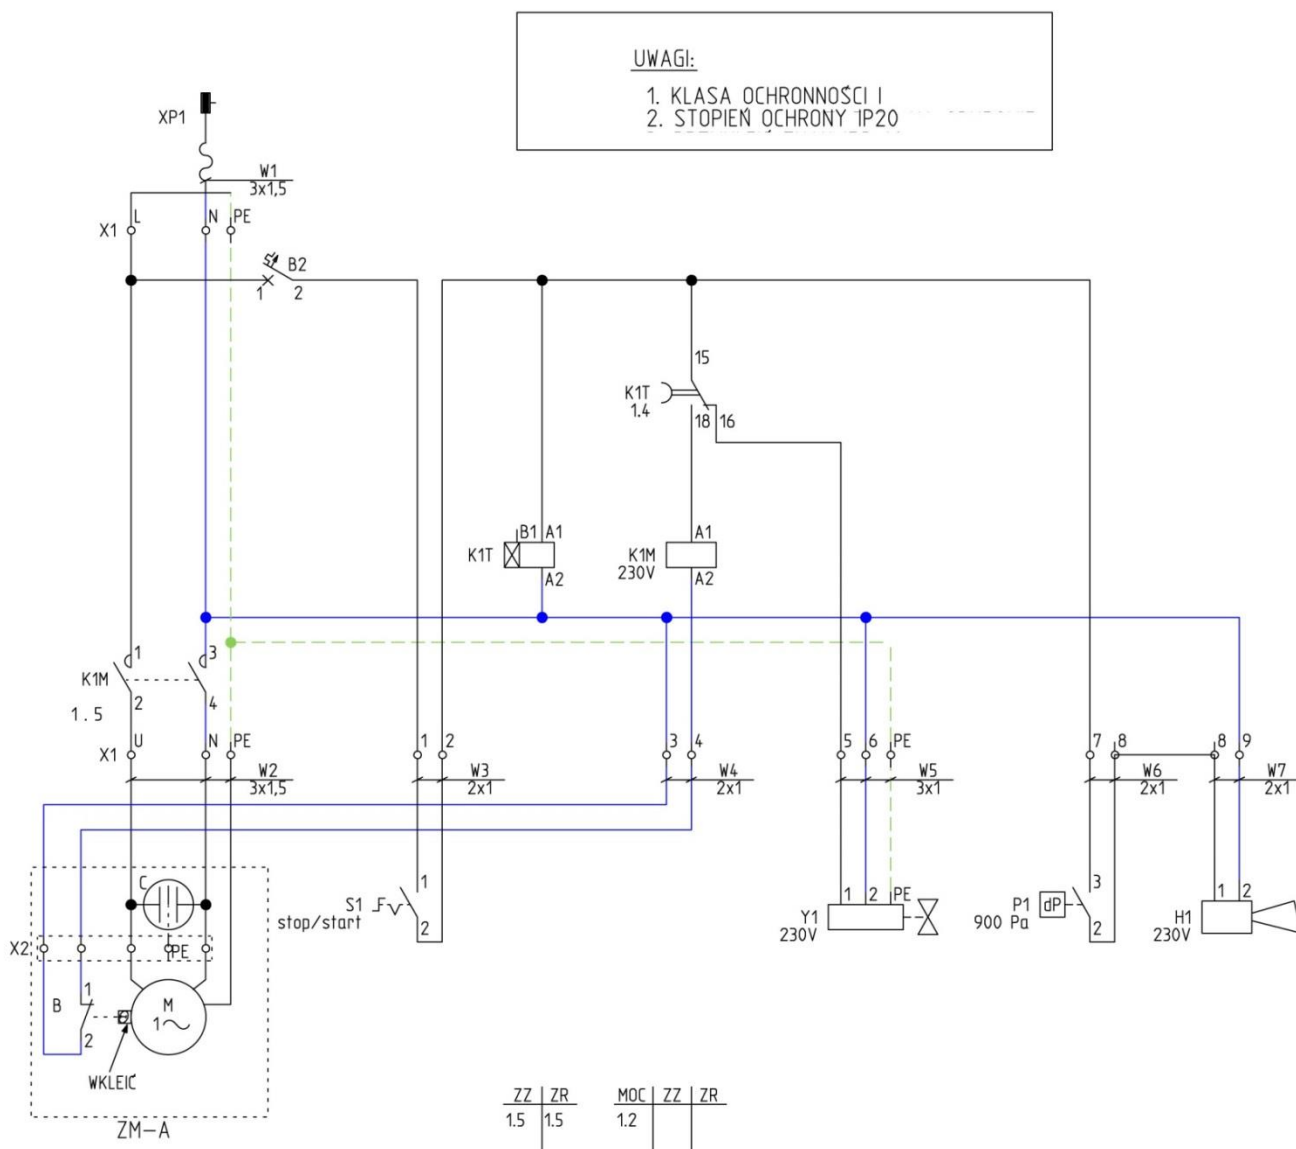 UWAGI:
1. KLASA OCHRONNOŚCI I
2. STOPIEŃ OCHRONY IP20
XP1
W1
3x1,5
X1
L
N
PE
B2
1
2
15
K1T
1.4
18
16
K1T
B1
A1
A2
K1M
230V
A1
A2
K1M
1.5
1
2
3
4
X1
U
N
PE
W2
3x1,5
1
2
W3
2x1
3
4
W4
2x1
5
6
PE
W5
3x1
7
8
W6
2x1
8
9
W7
2x1
C
X2
PE
B
1
2
M
1
WKLEIĆ
ZM-A
S1
stop/start
1
2
Y1
230V
1
2
PE
P1
900 Pa
dP
3
2
H1
230V
1
2
ZZ ZR
1.5 1.5
MOC ZZ ZR
1.2